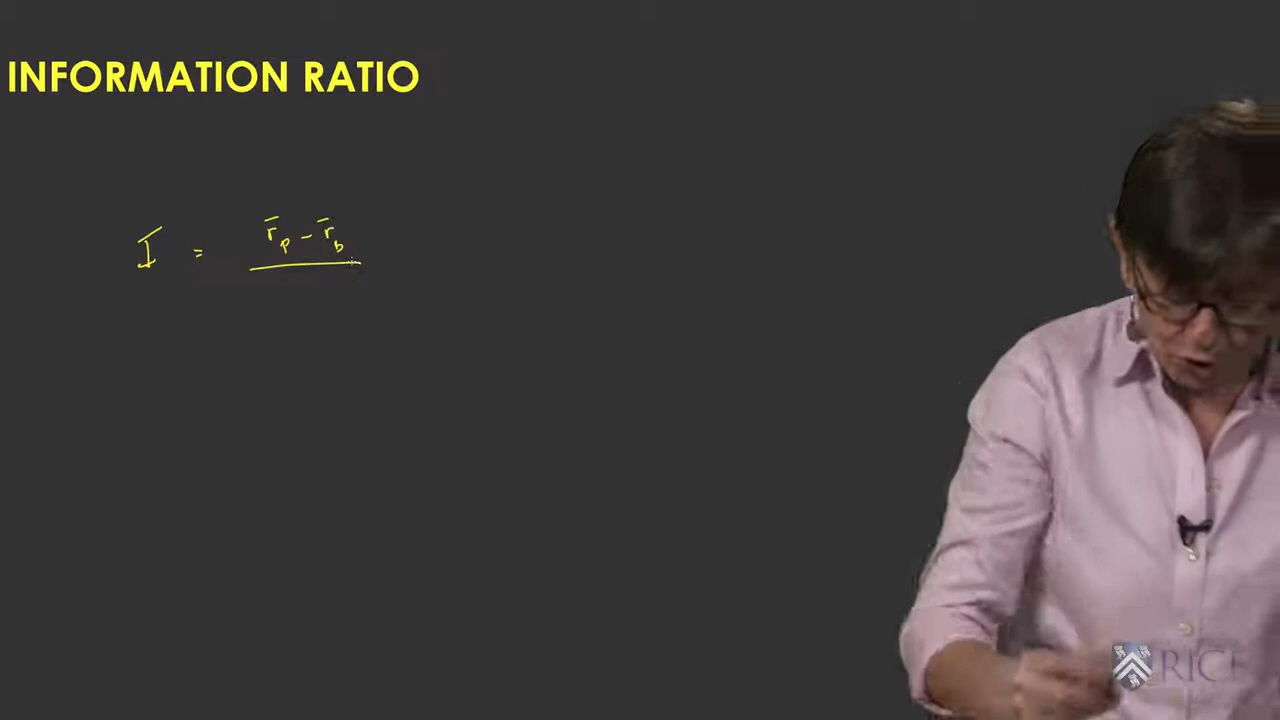 INFORMATION RATIO
I = r̄p - r̄b
RICE